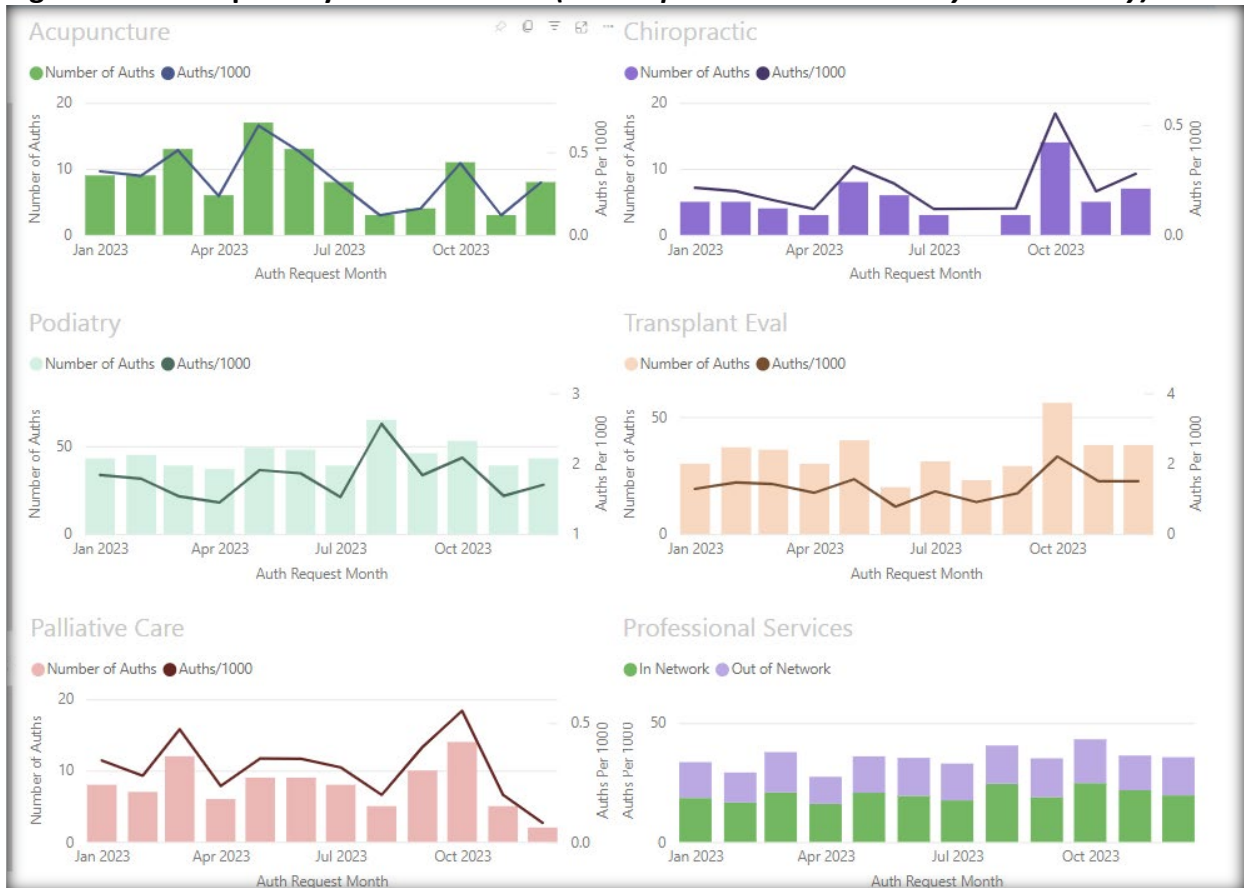 Acupuncture
Number of Auths Auths/1000
20
10
0
Number of Auths
0.5
0.0
Auths Per 1000
Jan 2023 Apr 2023 Jul 2023 Oct 2023
Auth Request Month
Chiropractic
Number of Auths Auths/1000
20
10
0
Number of Auths
0.5
0.0
Auths Per 1000
Jan 2023 Apr 2023 Jul 2023 Oct 2023
Auth Request Month
Podiatry
Number of Auths Auths/1000
50
0
Number of Auths
3
2
1
Auths Per 1000
Jan 2023 Apr 2023 Jul 2023 Oct 2023
Auth Request Month
Transplant Eval
Number of Auths Auths/1000
50
0
Number of Auths
4
2
0
Auths Per 1000
Jan 2023 Apr 2023 Jul 2023 Oct 2023
Auth Request Month
Palliative Care
Number of Auths Auths/1000
20
10
0
Number of Auths
0.5
0.0
Auths Per 1000
Jan 2023 Apr 2023 Jul 2023 Oct 2023
Auth Request Month
Professional Services
In Network Out of Network
50
0
Auths Per 1000
Jan 2023 Apr 2023 Jul 2023 Oct 2023
Auth Request Month